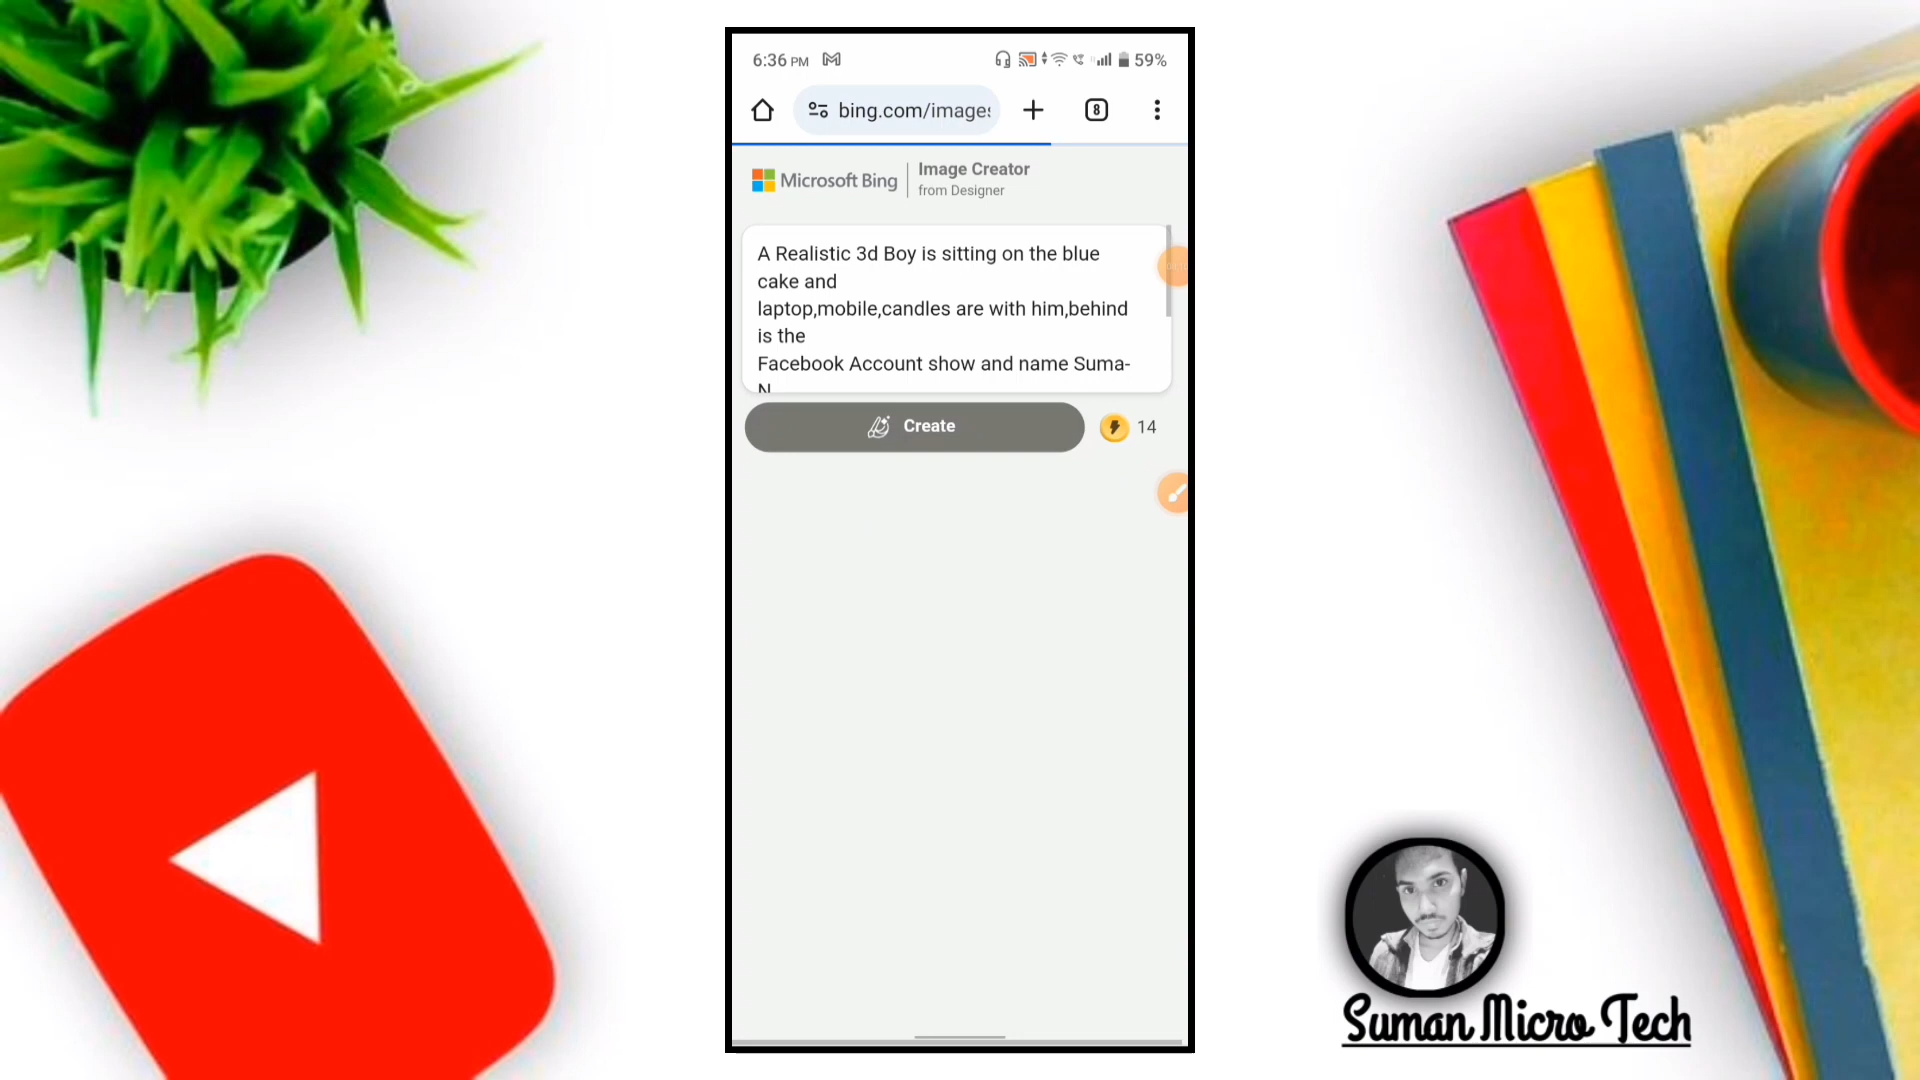 6:36 PM
59%
bing.com/images
8
Microsoft Bing
Image Creator
from Designer
A Realistic 3d Boy is sitting on the blue
cake and
laptop,mobile,candles are with him,behind
is the
Facebook Account show and name Suma-
N
Create
14
Suman Micro Tech